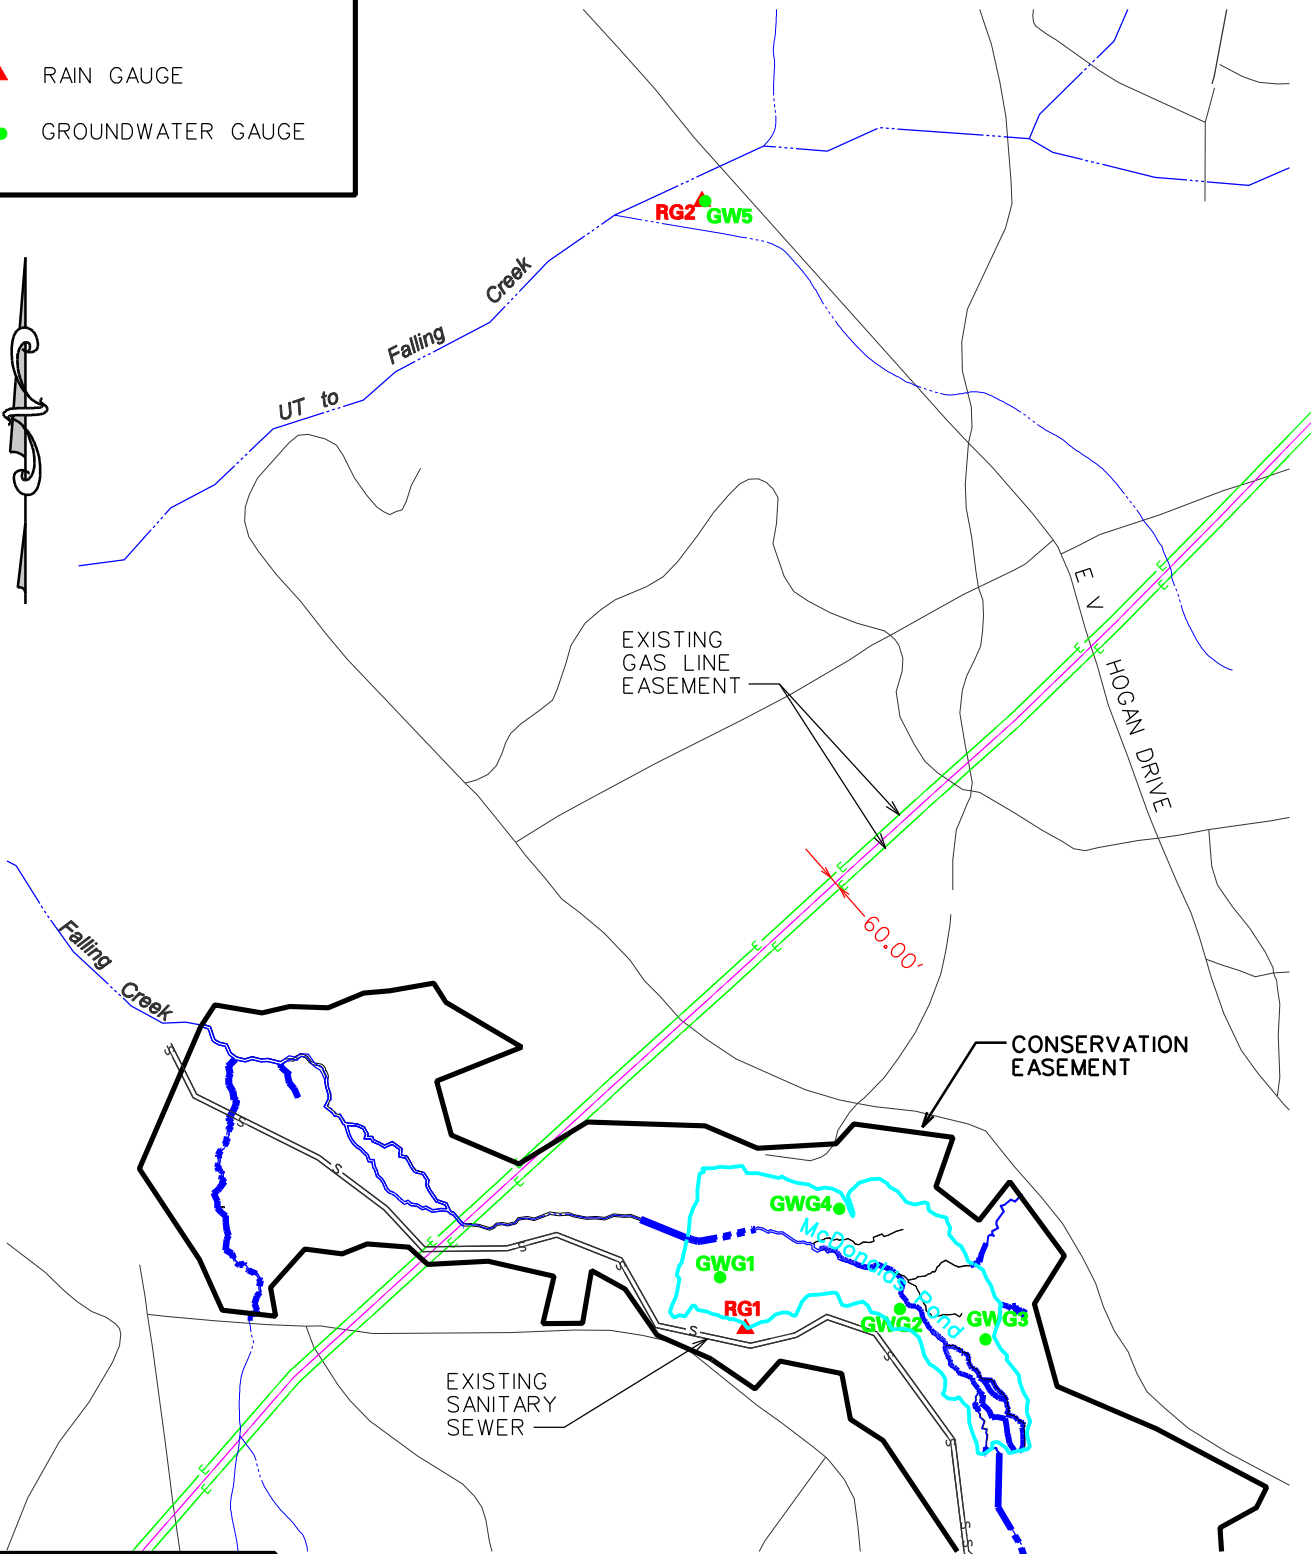 RAIN GAUGE
GROUNDWATER GAUGE
RG2
GW5
UT to Falling Creek
E V HOGAN DRIVE
EXISTING
GAS LINE
EASEMENT
E
E
E
E
E
E
E
E
60.00'
Falling Creek
CONSERVATION
EASEMENT
S
S
S
S
E
E
E
E
GWG4
McDonalds Pond
GWG1
RG1
GWG2
GWG3
S
S
S
S
S
EXISTING
SANITARY
SEWER
E
E